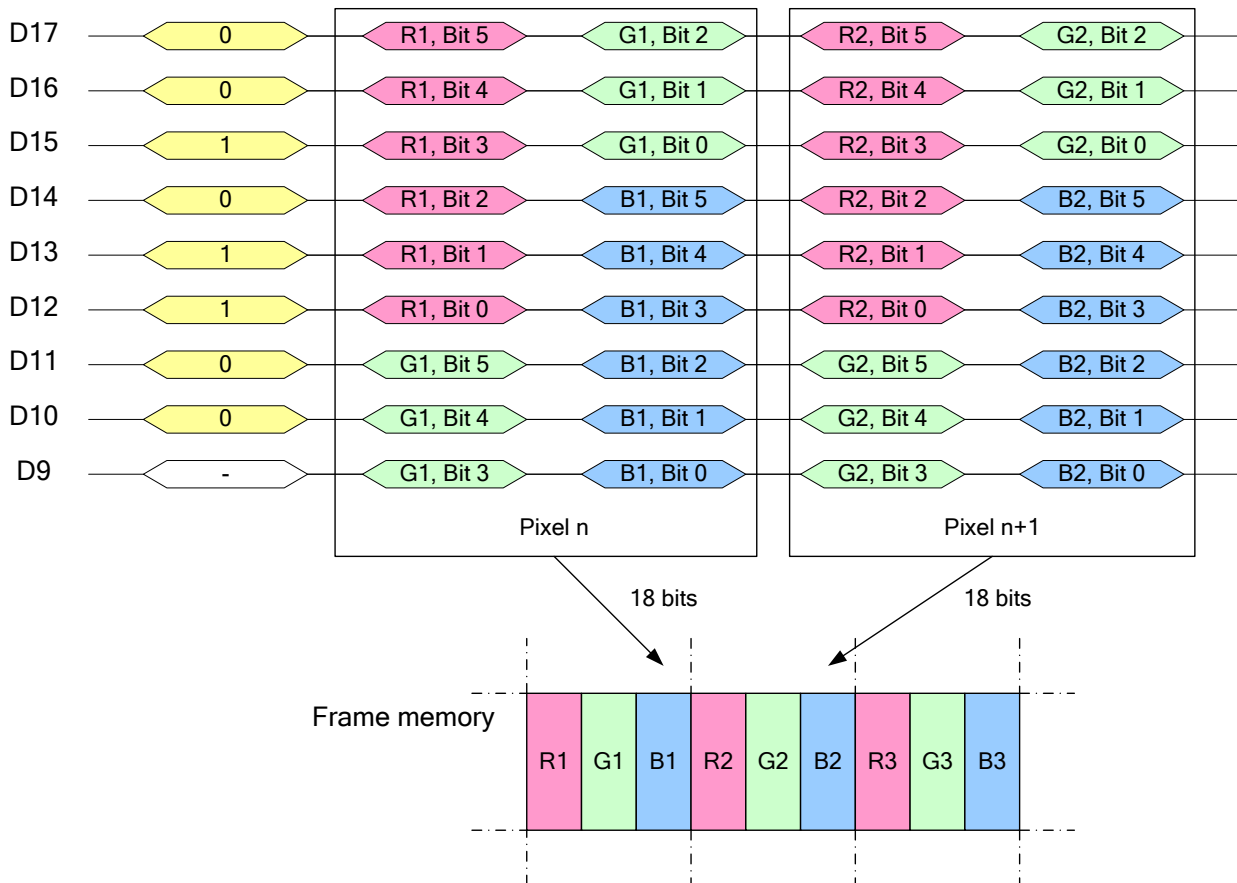 D17 0 R1, Bit 5 G1, Bit 2 R2, Bit 5 G2, Bit 2
D16 0 R1, Bit 4 G1, Bit 1 R2, Bit 4 G2, Bit 1
D15 1 R1, Bit 3 G1, Bit 0 R2, Bit 3 G2, Bit 0
D14 0 R1, Bit 2 B1, Bit 5 R2, Bit 2 B2, Bit 5
D13 1 R1, Bit 1 B1, Bit 4 R2, Bit 1 B2, Bit 4
D12 1 R1, Bit 0 B1, Bit 3 R2, Bit 0 B2, Bit 3
D11 0 G1, Bit 5 B1, Bit 2 G2, Bit 5 B2, Bit 2
D10 0 G1, Bit 4 B1, Bit 1 G2, Bit 4 B2, Bit 1
D9 - G1, Bit 3 B1, Bit 0 G2, Bit 3 B2, Bit 0
Pixel n Pixel n+1
18 bits 18 bits
Frame memory
R1 G1 B1 R2 G2 B2 R3 G3 B3